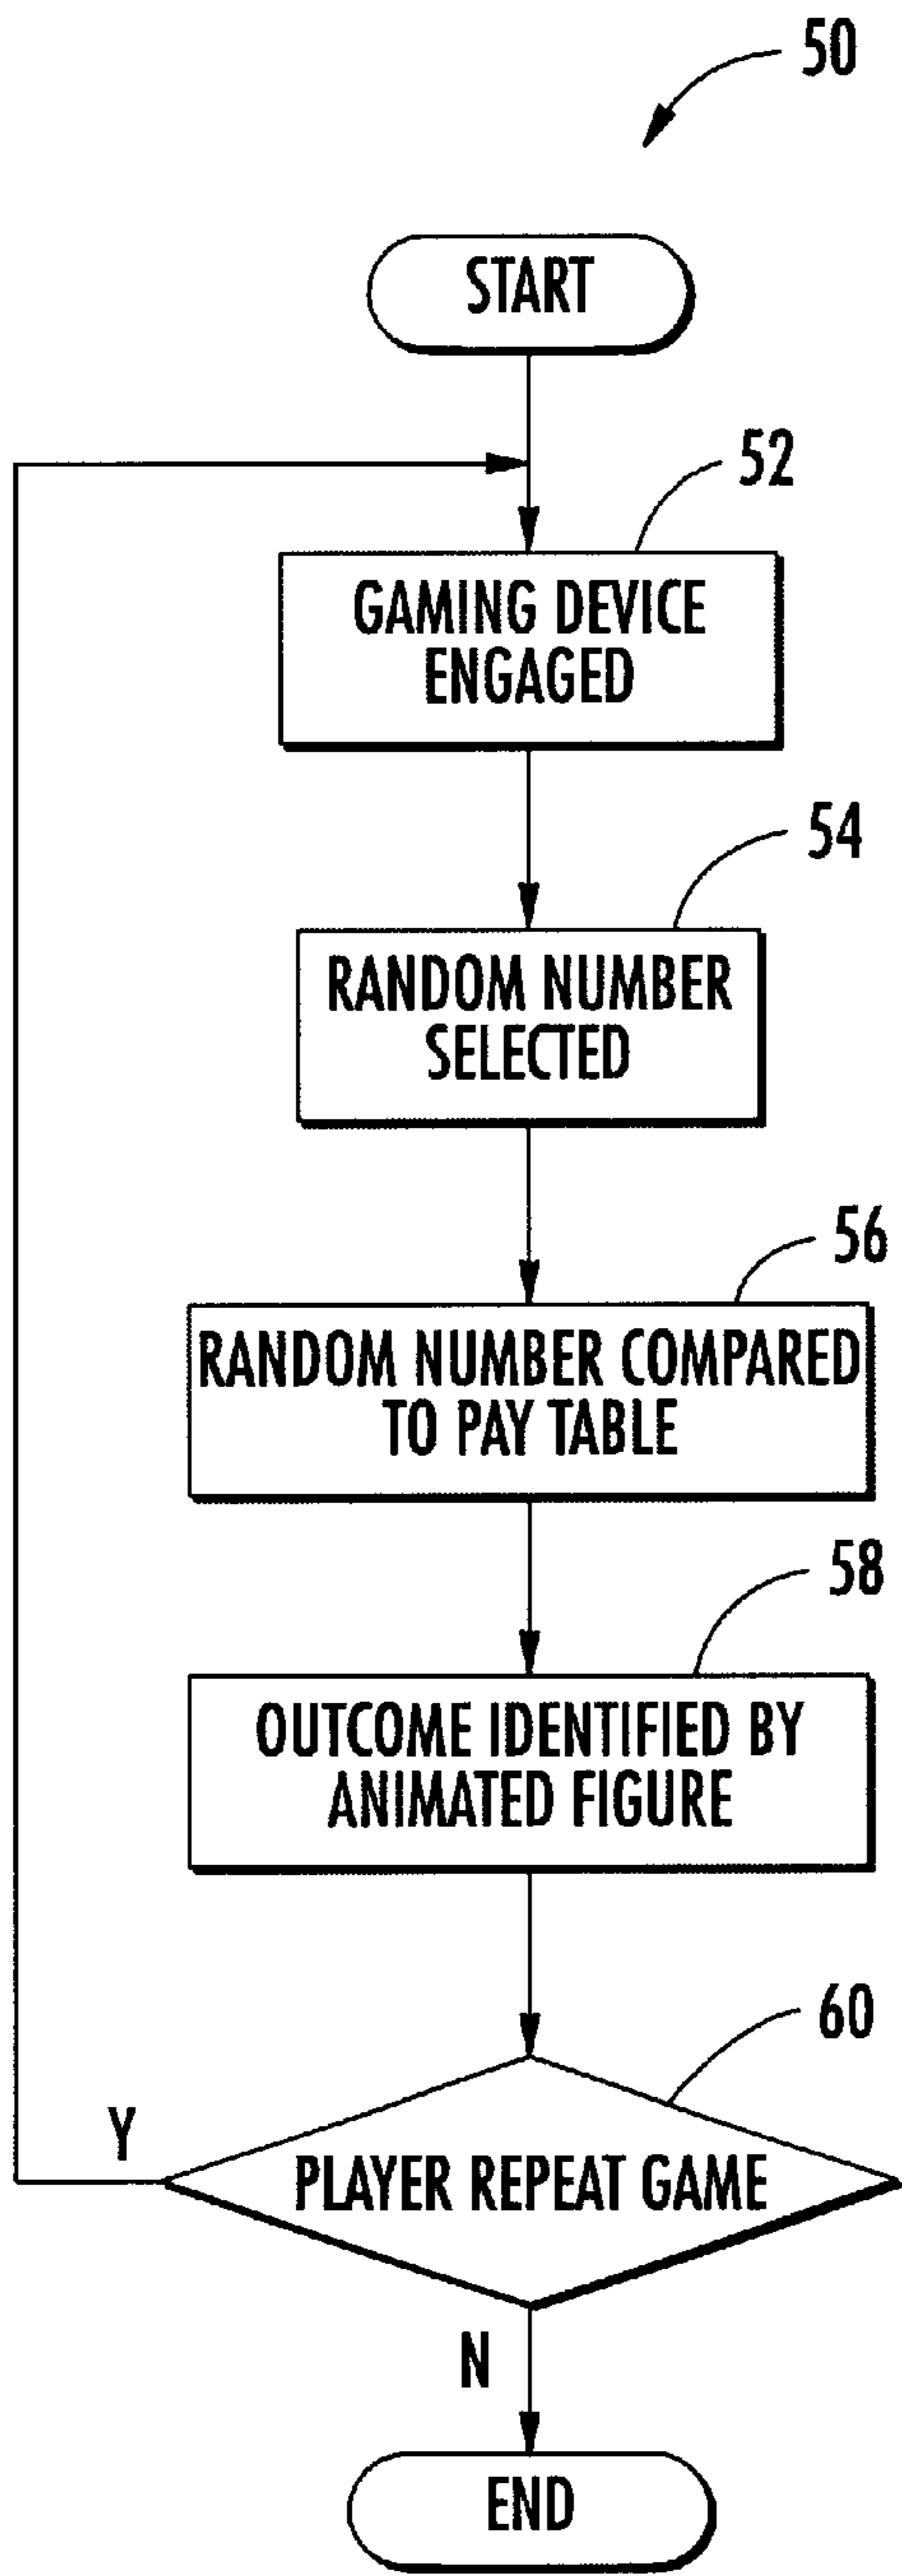 50
START
52
GAMING DEVICE
ENGAGED
54
RANDOM NUMBER
SELECTED
56
RANDOM NUMBER COMPARED
TO PAY TABLE
58
OUTCOME IDENTIFIED BY
ANIMATED FIGURE
60
Y
PLAYER REPEAT GAME
N
END